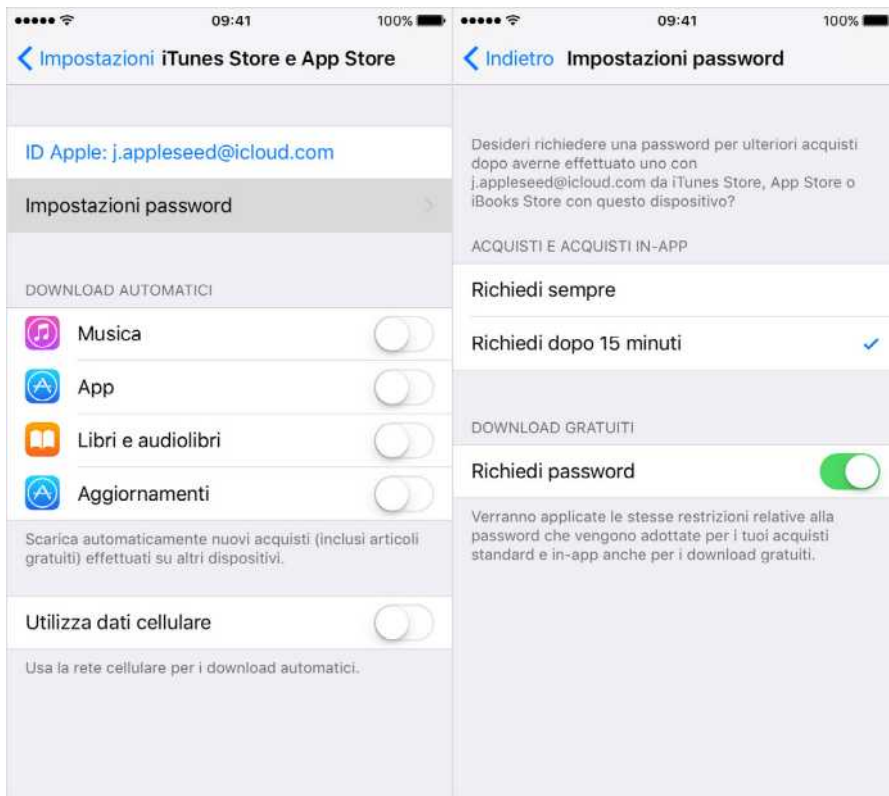 09:41
100%
Impostazioni iTunes Store e App Store
ID Apple: j.appleseed@icloud.com
Impostazioni password
DOWNLOAD AUTOMATICI
Musica
App
Libri e audiolibri
Aggiornamenti
Scarica automaticamente nuovi acquisti (inclusi articoli
gratuiti) effettuati su altri dispositivi.
Utilizza dati cellulare
Usa la rete cellulare per i download automatici.
09:41
100%
Indietro Impostazioni password
Desideri richiedere una password per ulteriori acquisti
dopo averne effettuato uno con
j.appleseed@icloud.com da iTunes Store, App Store o
iBooks Store con questo dispositivo?
ACQUISTI E ACQUISTI IN-APP
Richiedi sempre
Richiedi dopo 15 minuti
DOWNLOAD GRATUITI
Richiedi password
Verranno applicate le stesse restrizioni relative alla
password che vengono adottate per i tuoi acquisti
standard e in-app anche per i download gratuiti.